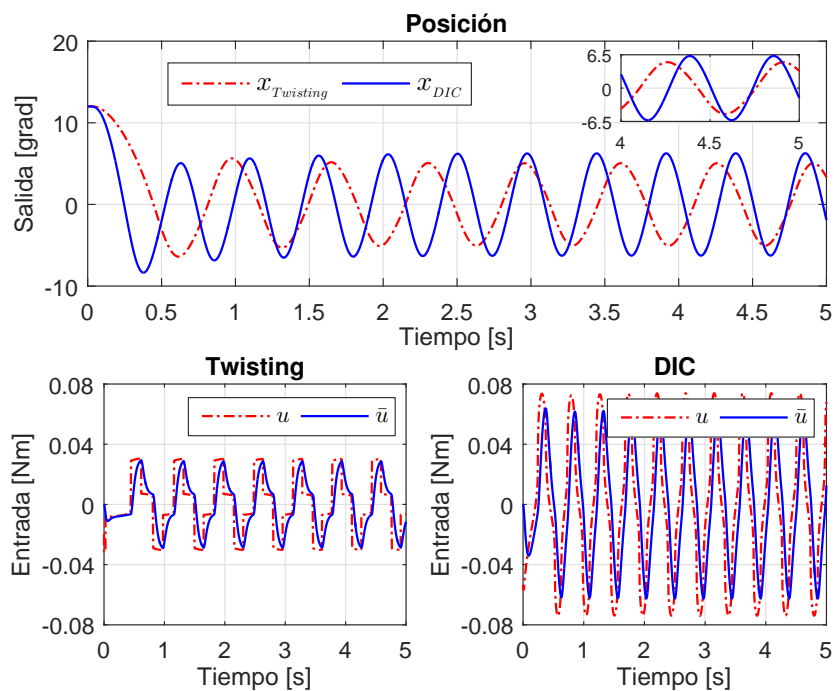 Posición
20
10
0
-10
Salida [grad]
x_Twisting x_DIC
6.5
0
-6.5
4 4.5 5
0 0.5 1 1.5 2 2.5 3 3.5 4 4.5 5
Tiempo [s]
Twisting
0.08
0.04
0
-0.04
-0.08
Entrada [Nm]
u ū
0 1 2 3 4 5
Tiempo [s]
DIC
0.08
0.04
0
-0.04
-0.08
Entrada [Nm]
u ū
0 1 2 3 4 5
Tiempo [s]